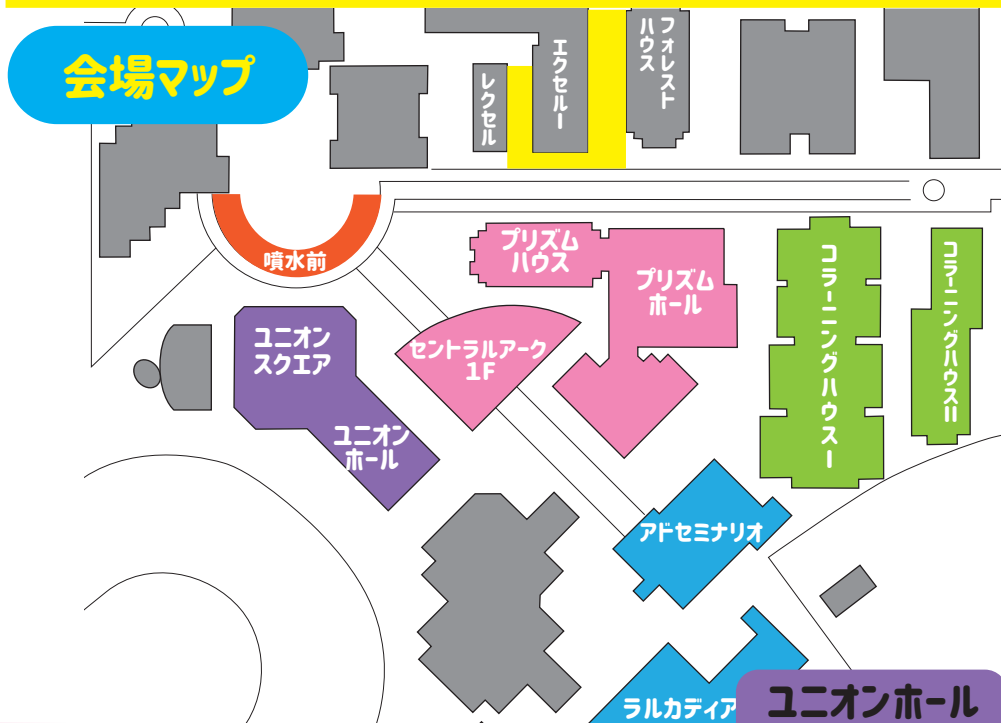 会場マップ
レクセル
エクセルⅠ
フォレスト
ハウス
噴水前
プリズム
ハウス
プリズム
ホール
コラーニングハウスⅠ
コラーニングハウスⅡ
ユニオン
スクエア
セントラルアーク
1F
ユニオン
ホール
アドセミナリオ
ラルカディア
ユニオンホール